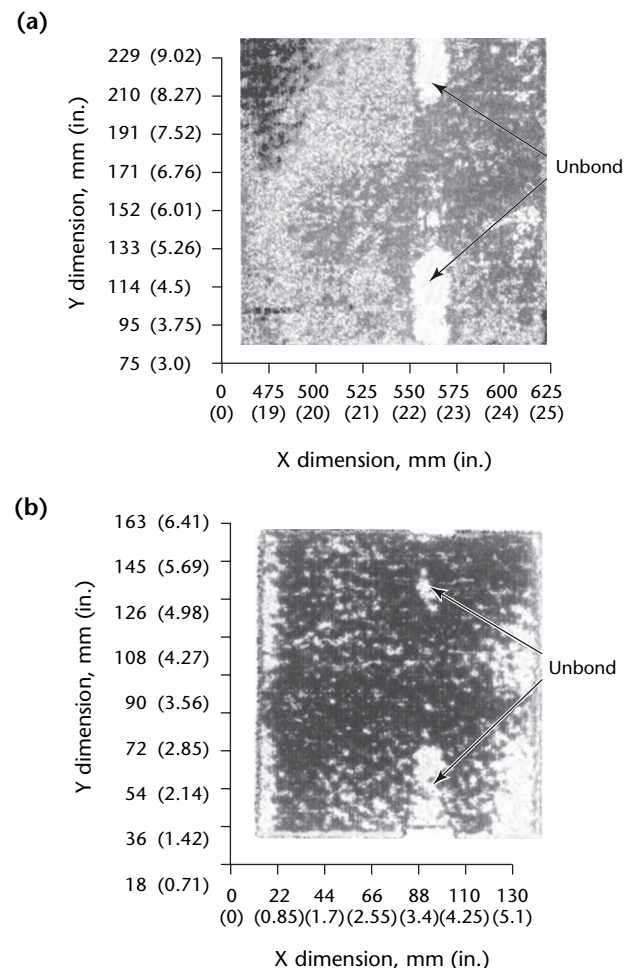 (a)
229 (9.02)
210 (8.27)
191 (7.52)
171 (6.76)
152 (6.01)
133 (5.26)
114 (4.5)
95 (3.75)
75 (3.0)
Y dimension, mm (in.)
Unbond
0 475 500 525 550 575 600 625
(0) (19) (20) (21) (22) (23) (24) (25)
X dimension, mm (in.)
(b)
163 (6.41)
145 (5.69)
126 (4.98)
108 (4.27)
90 (3.56)
72 (2.85)
54 (2.14)
36 (1.42)
18 (0.71)
Y dimension, mm (in.)
Unbond
0 22 44 66 88 110 130
(0) (0.85) (1.7) (2.55) (3.4) (4.25) (5.1)
X dimension, mm (in.)